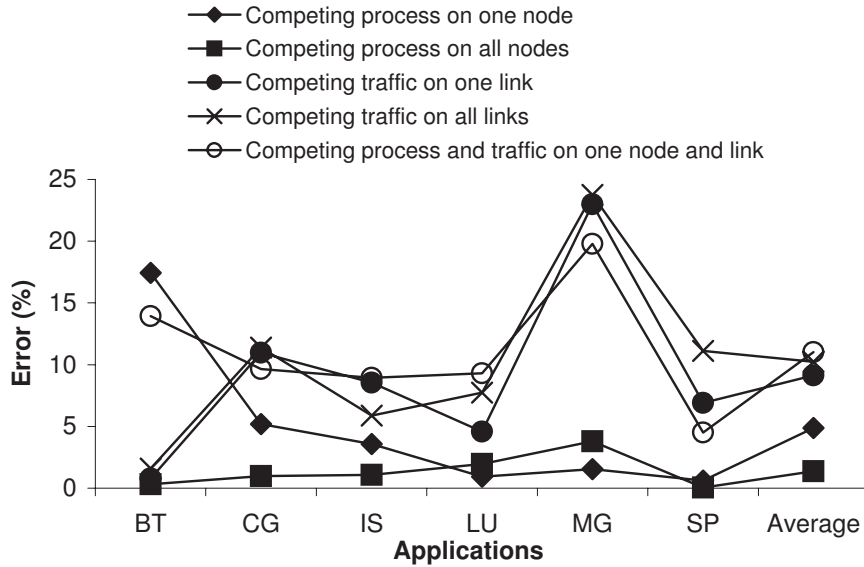 Competing process on one node
Competing process on all nodes
Competing traffic on one link
Competing traffic on all links
Competing process and traffic on one node and link
25
20
15
10
5
0
Error (%)
BT CG IS LU MG SP Average
Applications